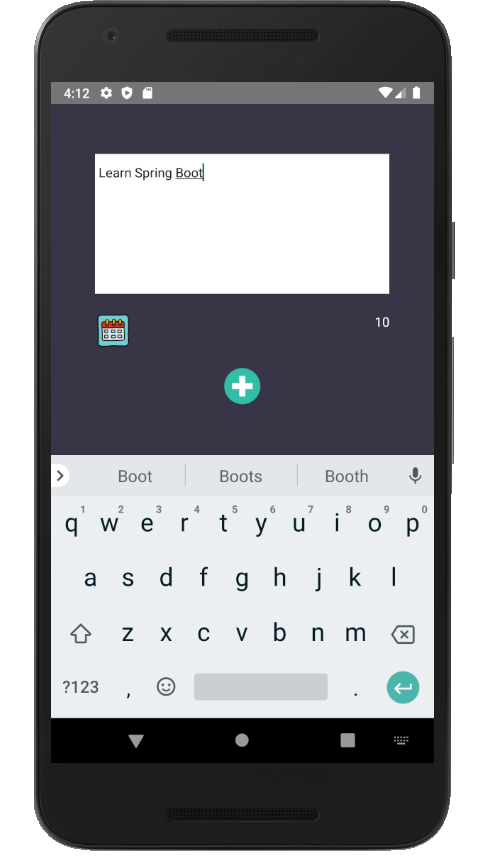 4:12
Learn Spring Boot
10
Boot Boots Booth
1 2 3 4 5 6 7 8 9 0
q w e r t y u i o p
a s d f g h j k l
z x c v b n m
?123 , .